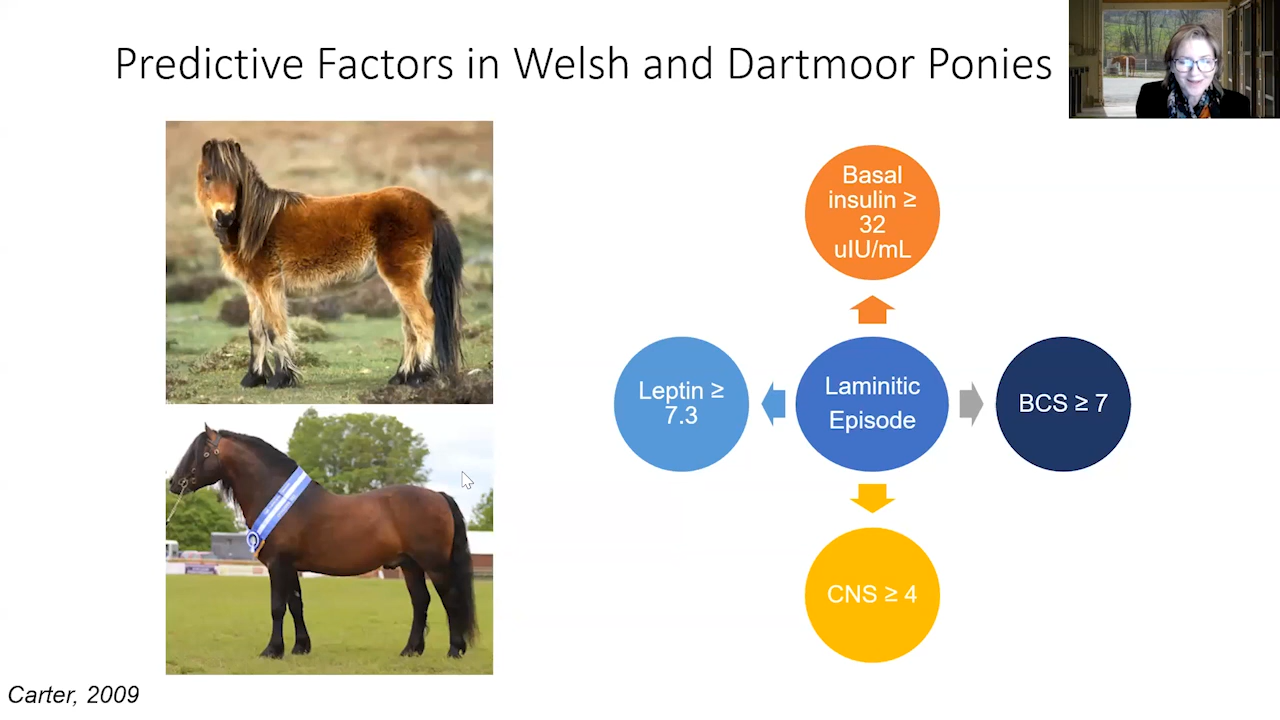 Predictive Factors in Welsh and Dartmoor Ponies
Basal
insulin ≥
32
uIU/mL
Leptin ≥
7.3
Laminitic
Episode
BCS ≥ 7
CNS ≥ 4
Carter, 2009